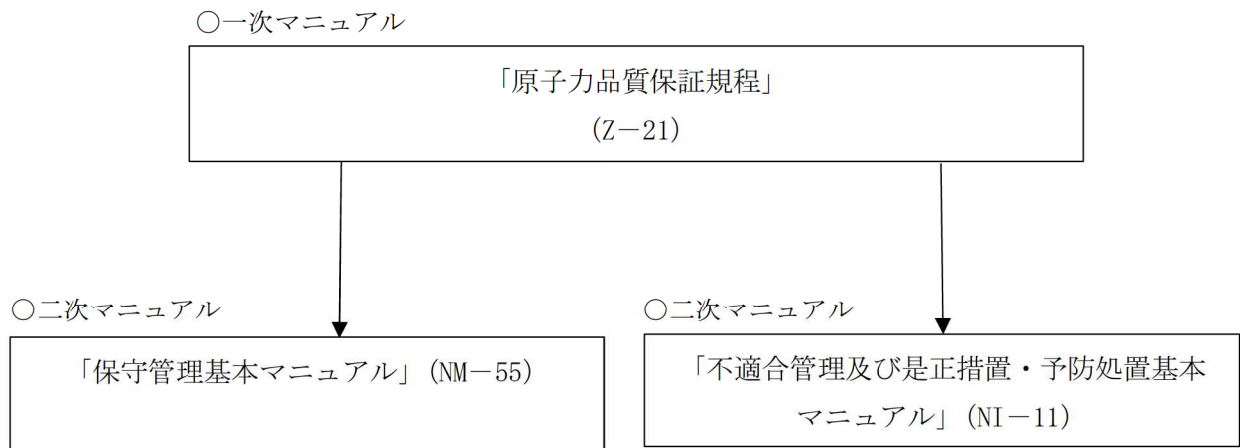 ○一次マニュアル
「原子力品質保証規程」
(Z－21)
○二次マニュアル
「保守管理基本マニュアル」(NM－55)
○二次マニュアル
「不適合管理及び是正措置・予防処置基本
マニュアル」(NI－11)